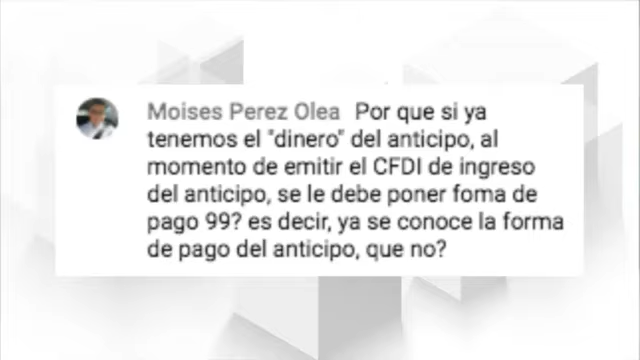 Moises Perez Olea Por que si ya
tenemos el "dinero" del anticipo, al
momento de emitir el CFDI de ingreso
del anticipo, se le debe poner foma de
pago 99? es decir, ya se conoce la forma
de pago del anticipo, que no?